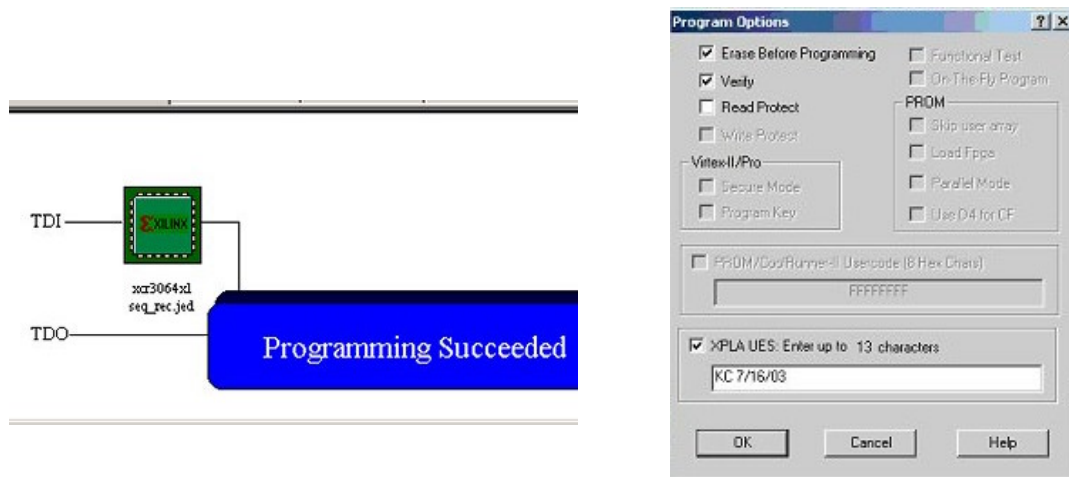 TDI
XILINX
xcr3064xl
seq_rec.jed
TDO
Programming Succeeded
Program Options
Erase Before Programming
Functional Test
Verify
On-The-Fly Program
Read Protect
PROM
Write Protect
Skip user array
Virtex-II/Pro
Load Fpga
Secure Mode
Parallel Mode
Program Key
Use D4 for CF
PROM/CoolRunner-II Usercode (8 Hex Chars)
FFFFFFFF
XPLA UES: Enter up to 13 characters
KC 7/16/03
OK Cancel Help